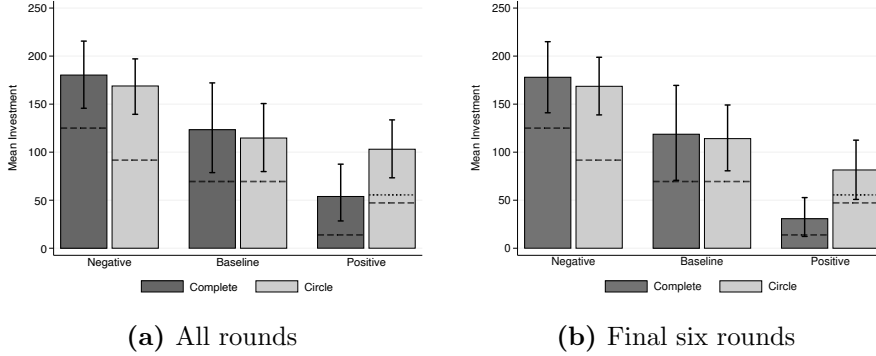 250
200
150
100
50
0
Mean Investment
Negative Baseline Positive
Complete Circle
(a) All rounds
250
200
150
100
50
0
Mean Investment
Negative Baseline Positive
Complete Circle
(b) Final six rounds